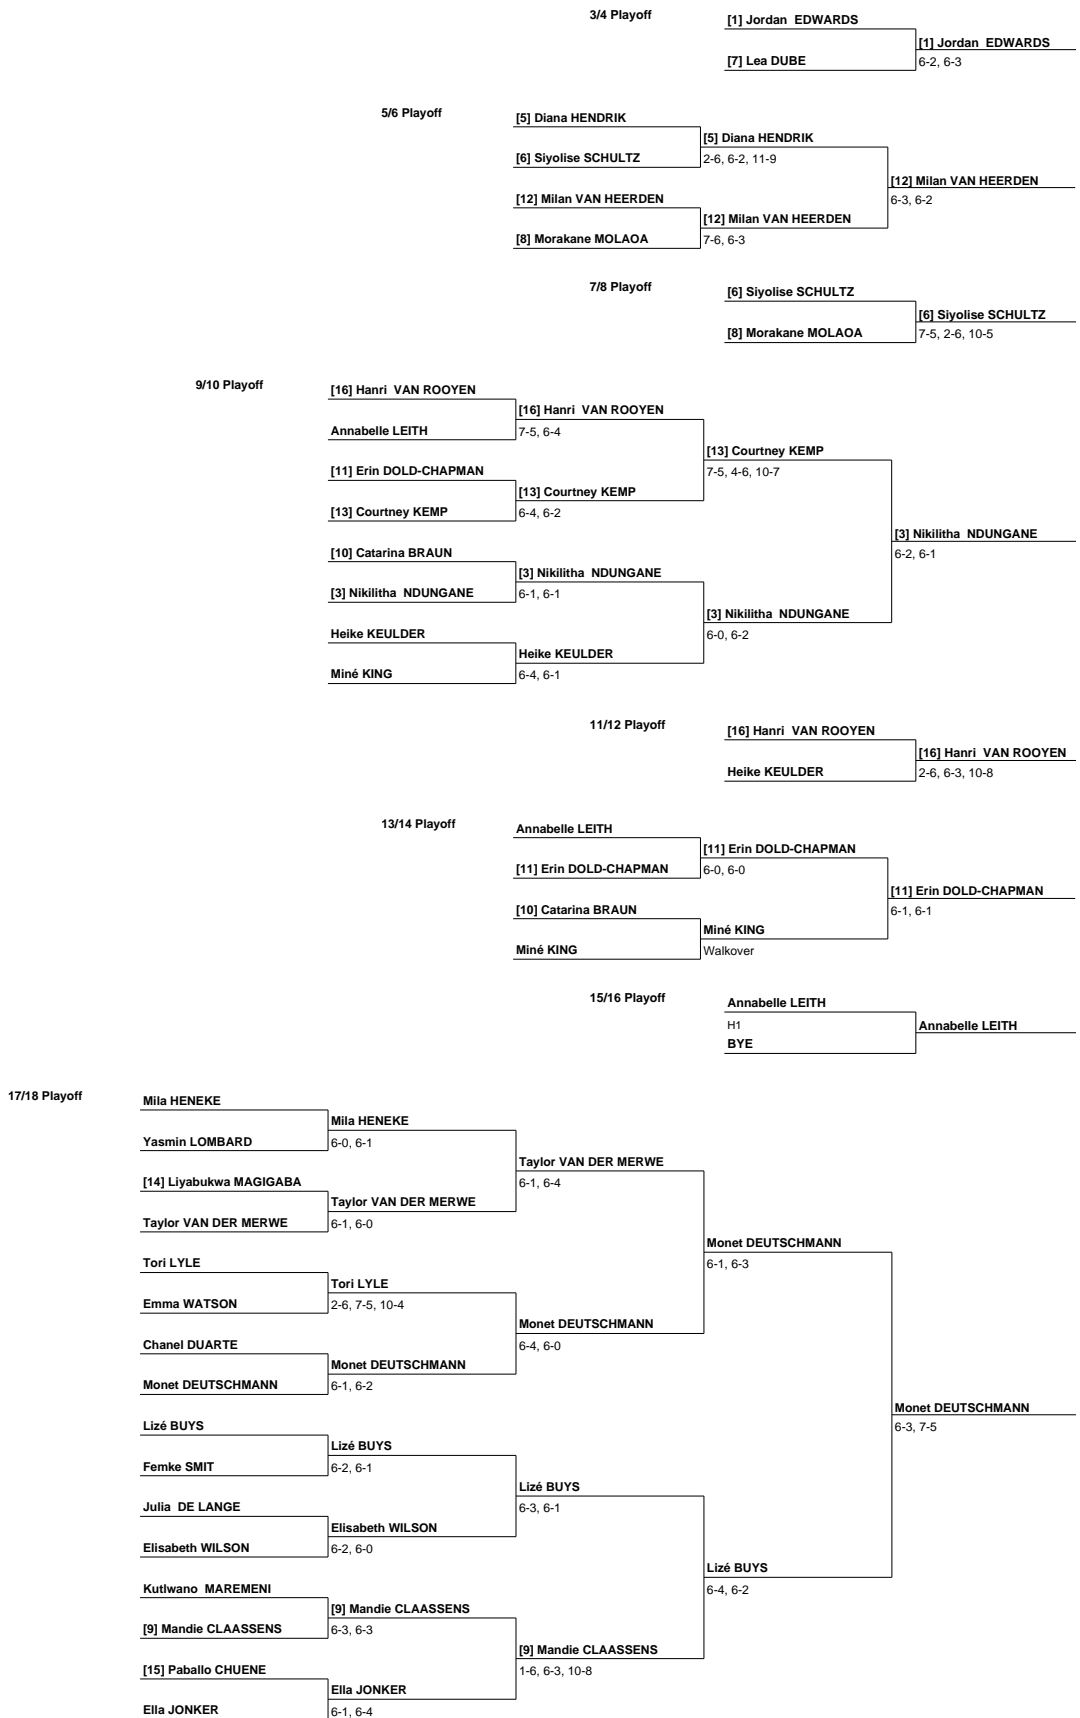 3/4 Playoff
[1] Jordan  EDWARDS
[1] Jordan  EDWARDS
[7] Lea DUBE
6-2, 6-3
5/6 Playoff
[5] Diana HENDRIK
[5] Diana HENDRIK
[6] Siyolise SCHULTZ
2-6, 6-2, 11-9
[12] Milan VAN HEERDEN
[12] Milan VAN HEERDEN
6-3, 6-2
[12] Milan VAN HEERDEN
[8] Morakane MOLAOA
7-6, 6-3
7/8 Playoff
[6] Siyolise SCHULTZ
[6] Siyolise SCHULTZ
[8] Morakane MOLAOA
7-5, 2-6, 10-5
9/10 Playoff
[16] Hanri  VAN ROOYEN
[16] Hanri  VAN ROOYEN
Annabelle LEITH
7-5, 6-4
[13] Courtney KEMP
[11] Erin DOLD-CHAPMAN
7-5, 4-6, 10-7
[13] Courtney KEMP
[13] Courtney KEMP
6-4, 6-2
[3] Nikilitha  NDUNGANE
[10] Catarina BRAUN
6-2, 6-1
[3] Nikilitha  NDUNGANE
[3] Nikilitha  NDUNGANE
6-1, 6-1
[3] Nikilitha  NDUNGANE
Heike KEULDER
6-0, 6-2
Heike KEULDER
Miné KING
6-4, 6-1
11/12 Playoff
[16] Hanri  VAN ROOYEN
[16] Hanri  VAN ROOYEN
Heike KEULDER
2-6, 6-3, 10-8
13/14 Playoff
Annabelle LEITH
[11] Erin DOLD-CHAPMAN
[11] Erin DOLD-CHAPMAN
6-0, 6-0
[11] Erin DOLD-CHAPMAN
[10] Catarina BRAUN
6-1, 6-1
Miné KING
Miné KING
Walkover
15/16 Playoff
Annabelle LEITH
H1
Annabelle LEITH
BYE
17/18 Playoff
Mila HENEKE
Mila HENEKE
Yasmin LOMBARD
6-0, 6-1
Taylor VAN DER MERWE
[14] Liyabukwa MAGIGABA
6-1, 6-4
Taylor VAN DER MERWE
Taylor VAN DER MERWE
6-1, 6-0
Monet DEUTSCHMANN
Tori LYLE
6-1, 6-3
Tori LYLE
Emma WATSON
2-6, 7-5, 10-4
Monet DEUTSCHMANN
Chanel DUARTE
6-4, 6-0
Monet DEUTSCHMANN
Monet DEUTSCHMANN
6-1, 6-2
Monet DEUTSCHMANN
Lizé BUYS
6-3, 7-5
Lizé BUYS
Femke SMIT
6-2, 6-1
Lizé BUYS
Julia  DE LANGE
6-3, 6-1
Elisabeth WILSON
Elisabeth WILSON
6-2, 6-0
Lizé BUYS
Kutlwano  MAREMENI
6-4, 6-2
[9] Mandie CLAASSENS
[9] Mandie CLAASSENS
6-3, 6-3
[9] Mandie CLAASSENS
[15] Paballo CHUENE
1-6, 6-3, 10-8
Ella JONKER
Ella JONKER
6-1, 6-4